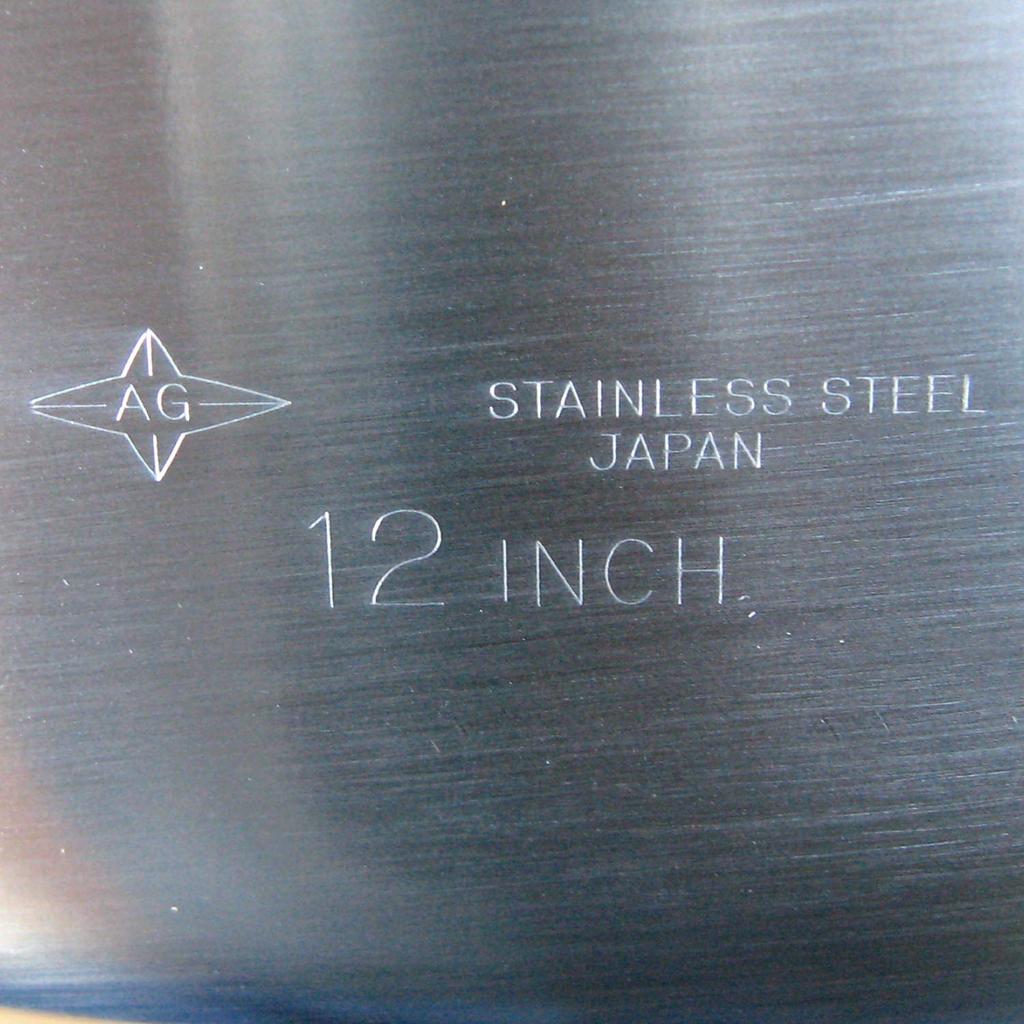 AG
STAINLESS STEEL
JAPAN
12 INCH.